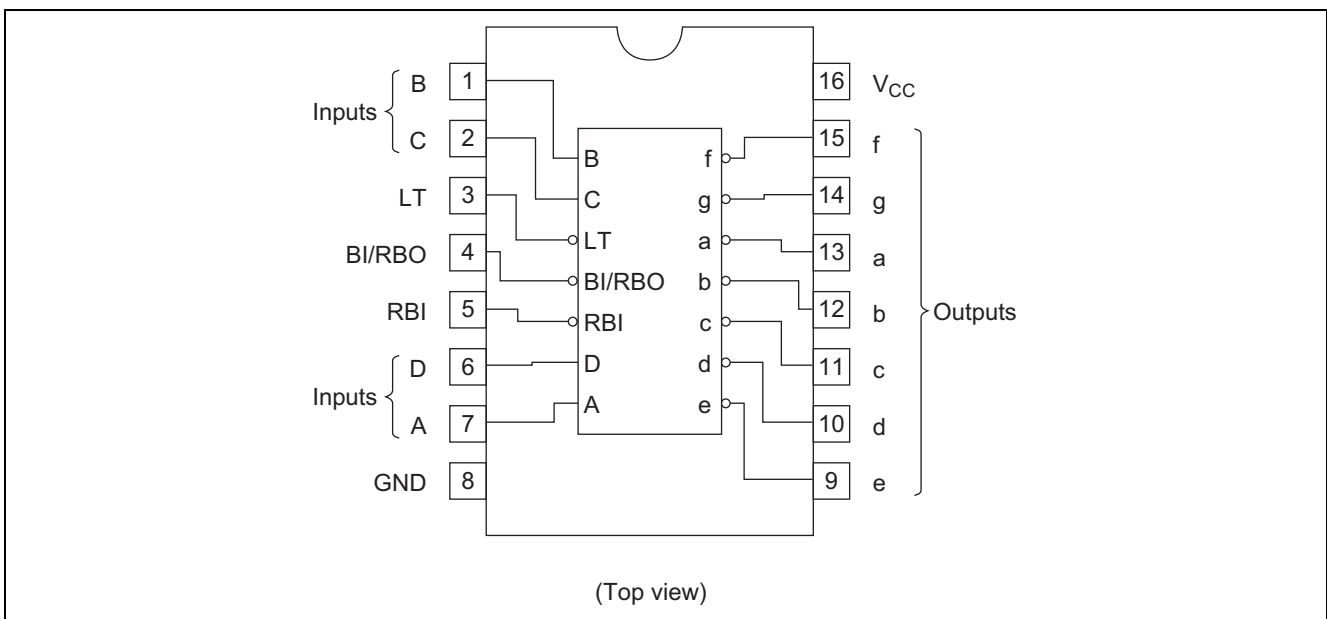 B 1 16 VCC
Inputs
C 2 15 f
B f
LT 3 14 g
C g
LT a
BI/RBO 4 13 a
BI/RBO b
RBI 5 12 b
Outputs
RBI c
D 6 11 c
D d
Inputs
A e
A 7 10 d
GND 8 9 e
(Top view)